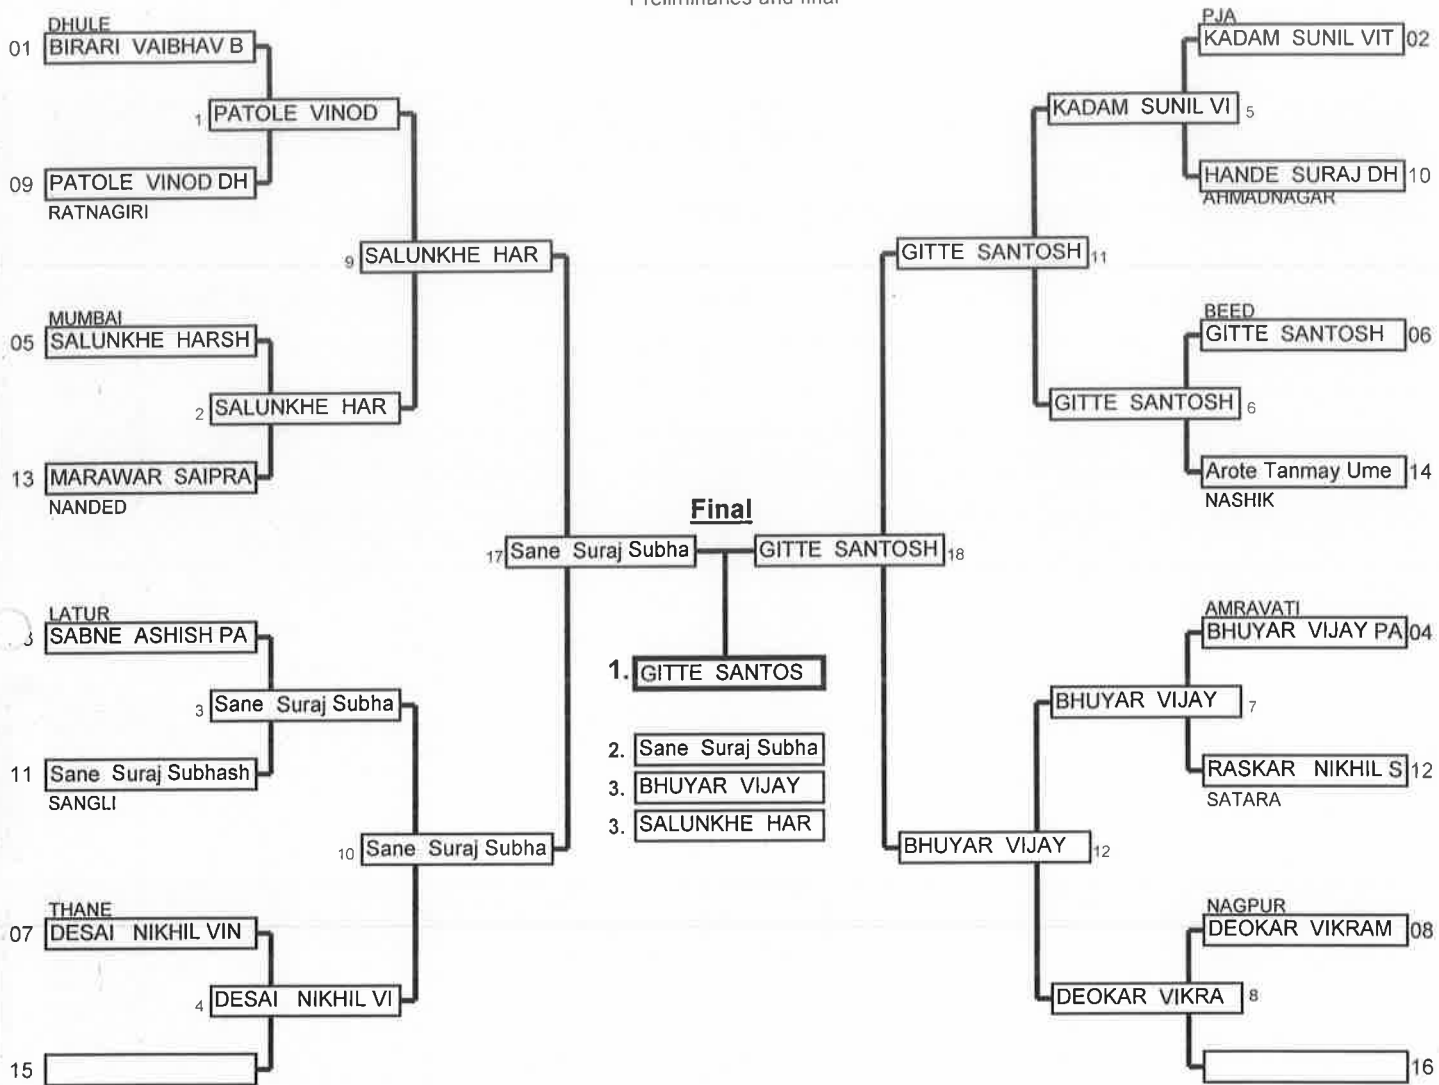 Preliminaries and final
DHULE
01 BIRARI VAIBHAV B
1 PATOLE VINOD
09 PATOLE VINOD DH
RATNAGIRI
9 SALUNKHE HAR
MUMBAI
05 SALUNKHE HARSH
2 SALUNKHE HAR
13 MARAWAR SAIPRA
NANDED
17 Sane Suraj Subha
LATUR
3 SABNE ASHISH PA
3 Sane Suraj Subha
11 Sane Suraj Subhash
SANGLI
10 Sane Suraj Subha
THANE
07 DESAI NIKHIL VIN
4 DESAI NIKHIL VI
15
Final
1. GITTE SANTOS
2. Sane Suraj Subha
3. BHUYAR VIJAY
3. SALUNKHE HAR
PJA
KADAM SUNIL VIT 02
KADAM SUNIL VI 5
HANDE SURAJ DH 10
AHMADNAGAR
GITTE SANTOSH 11
BEED
GITTE SANTOSH 06
GITTE SANTOSH 6
Arote Tanmay Ume 14
NASHIK
GITTE SANTOSH 18
AMRAVATI
BHUYAR VIJAY PA 04
BHUYAR VIJAY 7
RASKAR NIKHIL S 12
SATARA
BHUYAR VIJAY 12
NAGPUR
DEOKAR VIKRAM 08
DEOKAR VIKRA 8
16